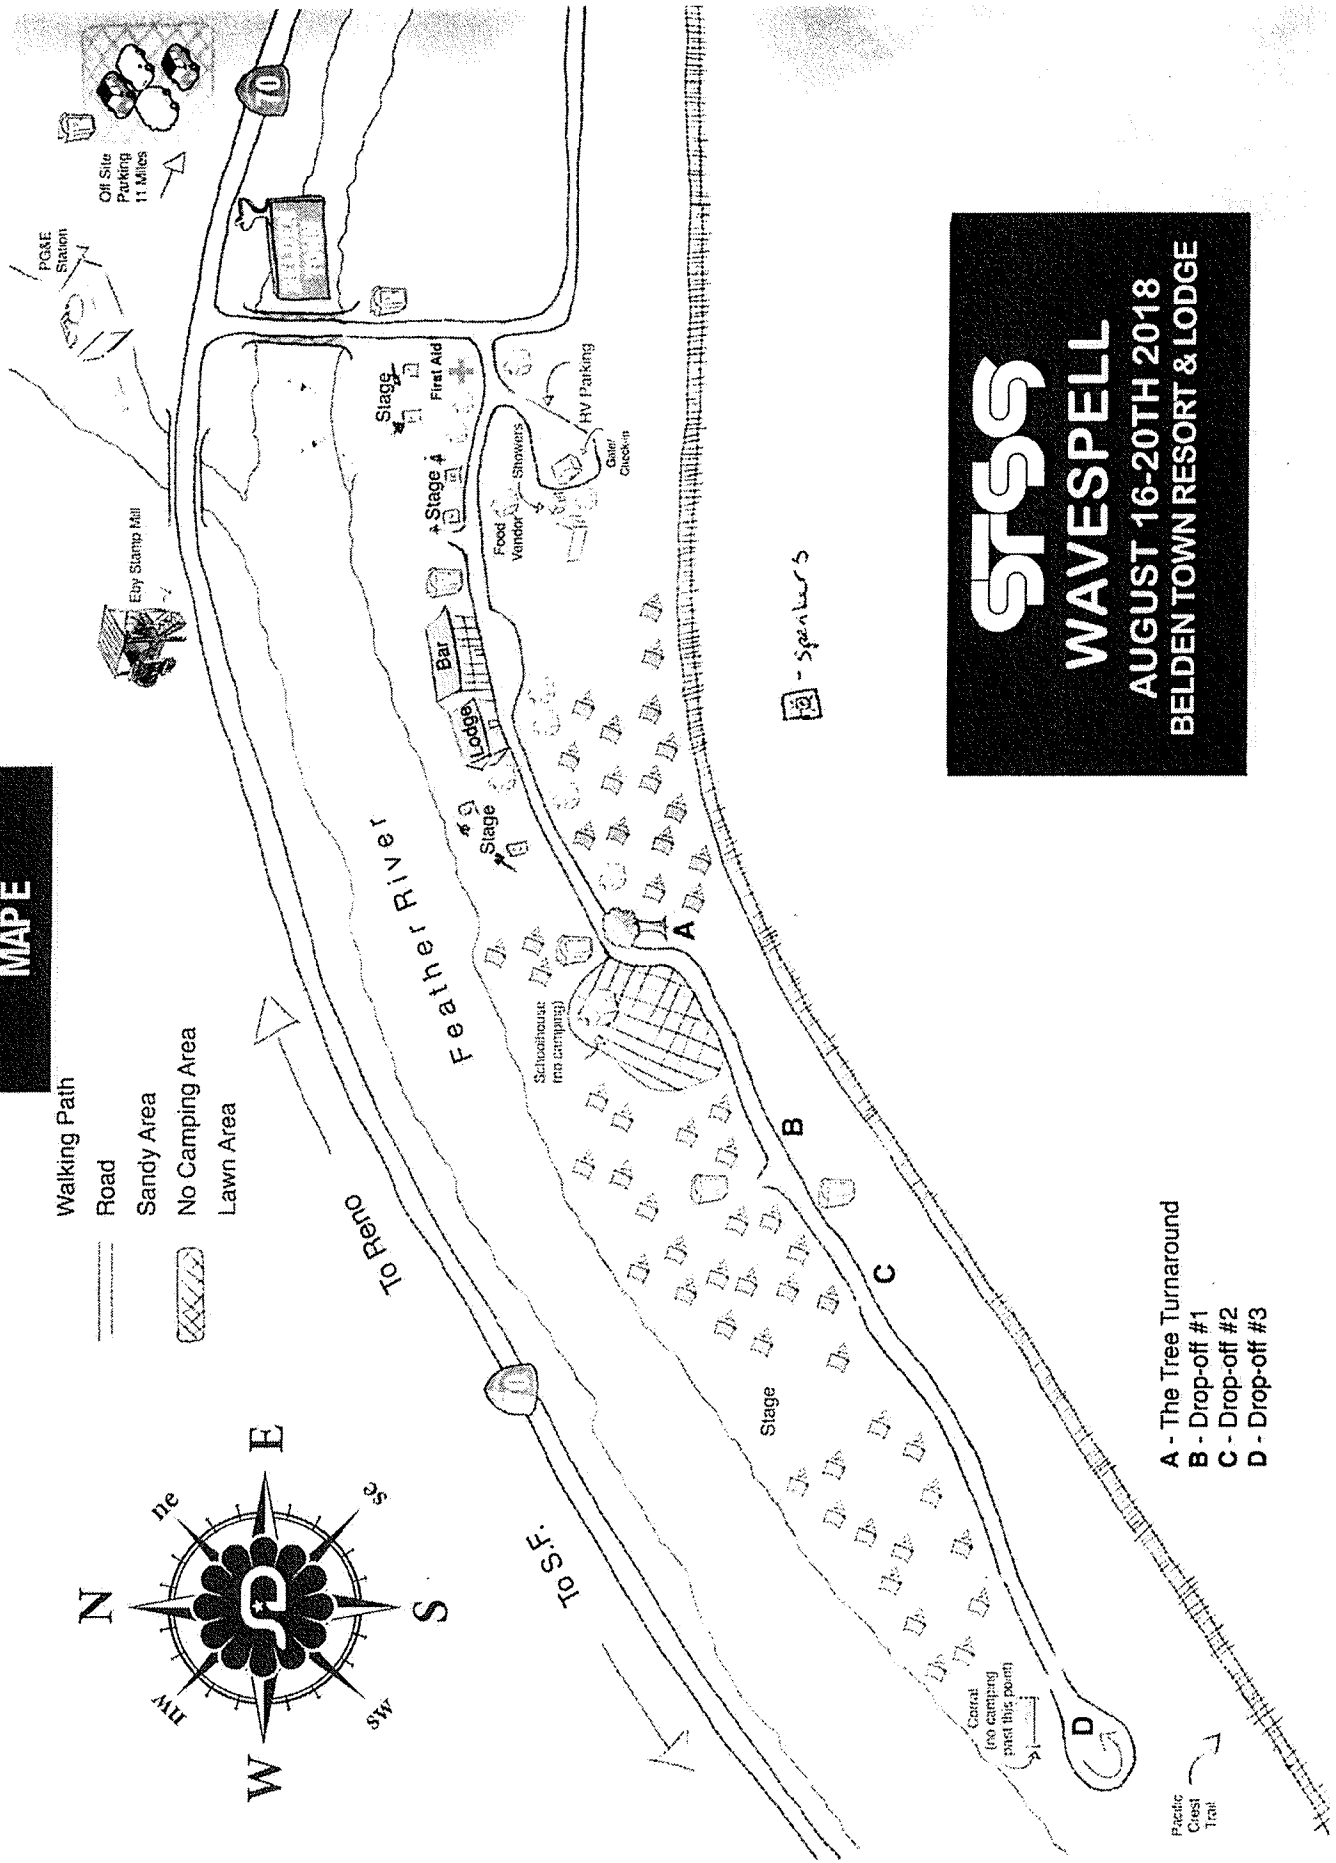 MAP E
Walking Path
Road
Sandy Area
No Camping Area
Lawn Area
N
ne
E
se
S
sw
W
nw
PG&E
Station
Off Site
Parking
11 Miles
70
Eby Stamp Mill
To Reno
To S.F.
Feather River
Stage
First Aid
Stage
Food
Vendor
Showers
RV Parking
Gate/
Check-in
Bar
Lodge
Stage
Schoolhouse
(no camping)
A
B
C
Stage
Corral
(no camping
past this point)
D
Pacific
Crest
Trail
- Speakers
A - The Tree Turnaround
B - Drop-off #1
C - Drop-off #2
D - Drop-off #3
STSS
WAVESPELL
AUGUST 16-20TH 2018
BELDEN TOWN RESORT & LODGE